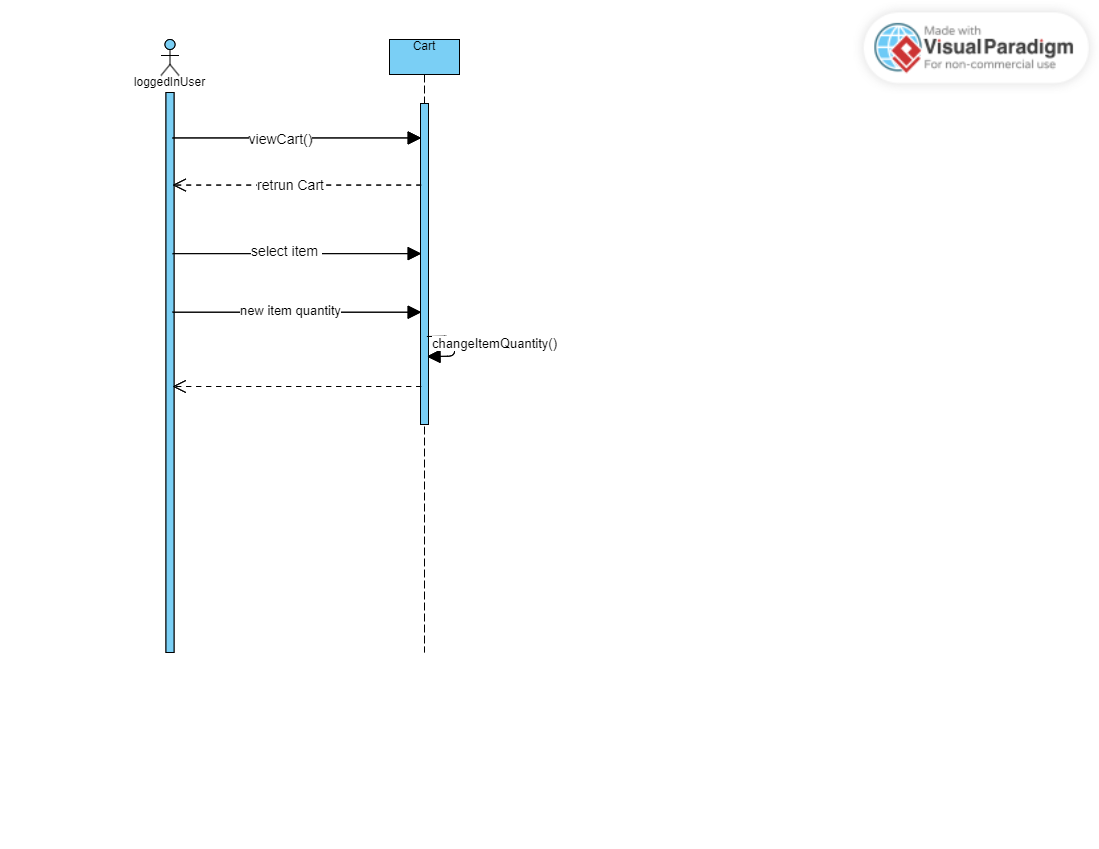 Made with
Visual Paradigm
For non-commercial use
Cart
loggedInUser
viewCart()
retrun Cart
select item
new item quantity
changeItemQuantity()